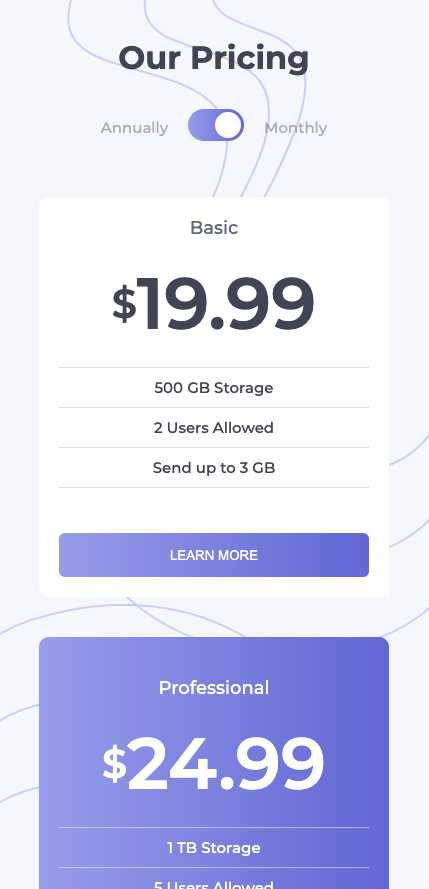 Our Pricing
Annually Monthly
Basic
$19.99
500 GB Storage
2 Users Allowed
Send up to 3 GB
LEARN MORE
Professional
$24.99
1 TB Storage
5 Users Allowed